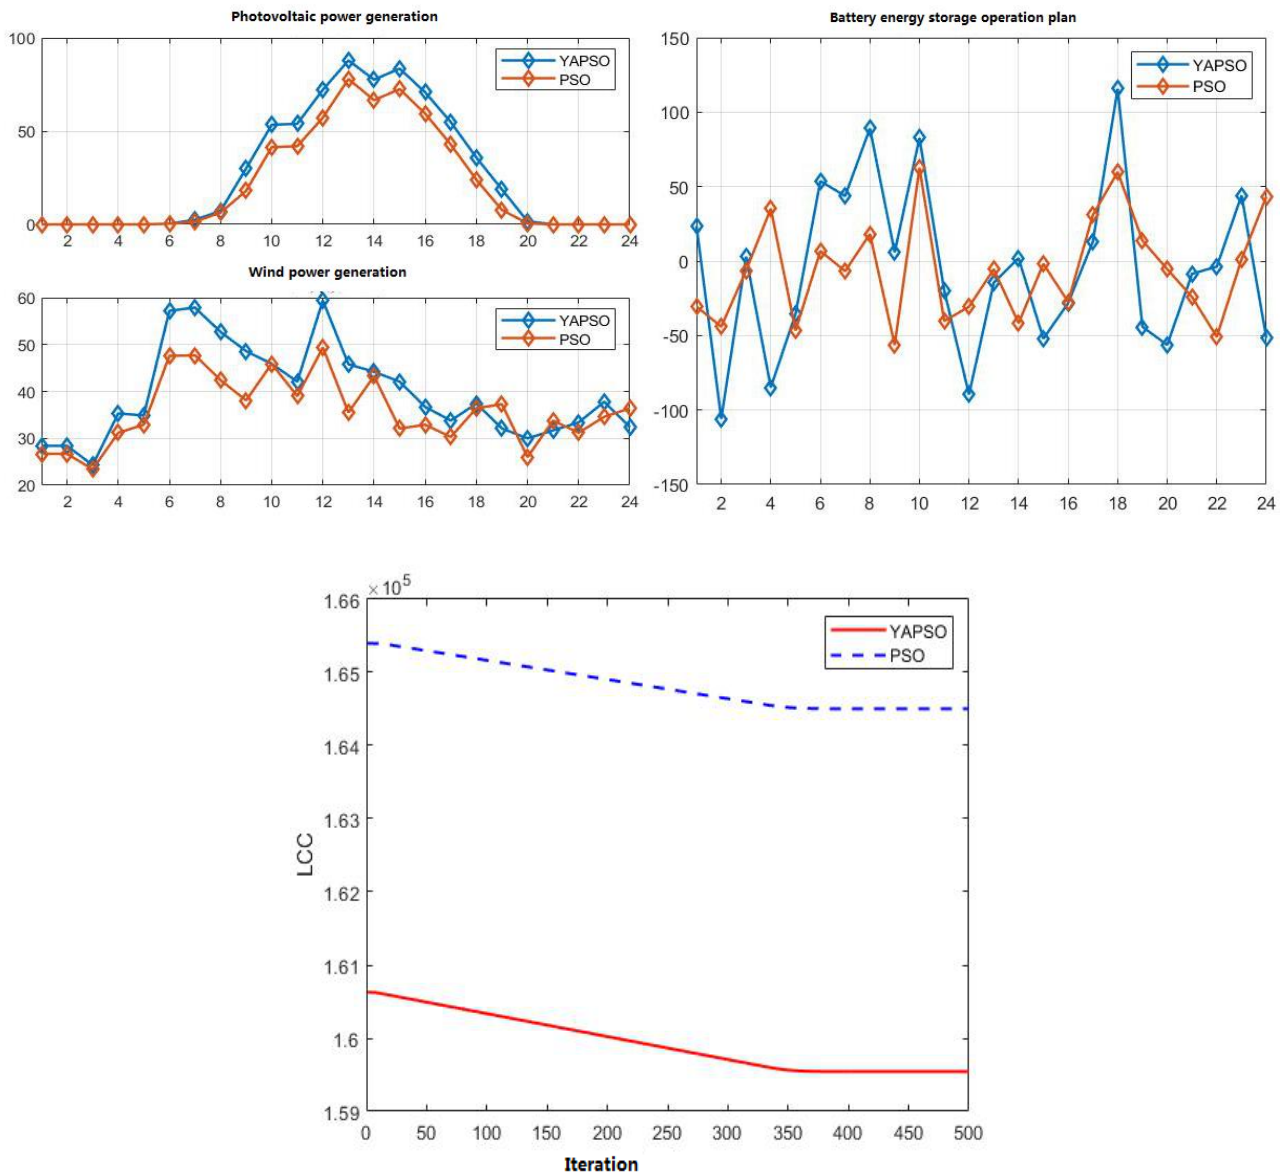 Photovoltaic power generation
100
50
0
2 4 6 8 10 12 14 16 18 20 22 24
YAPSO
PSO
Wind power generation
60
50
40
30
20
2 4 6 8 10 12 14 16 18 20 22 24
YAPSO
PSO
Battery energy storage operation plan
150
100
50
0
-50
-100
-150
2 4 6 8 10 12 14 16 18 20 22 24
YAPSO
PSO
×10⁵
1.66
1.65
1.64
1.63
1.62
1.61
1.6
1.59
LCC
0 50 100 150 200 250 300 350 400 450 500
Iteration
YAPSO
PSO